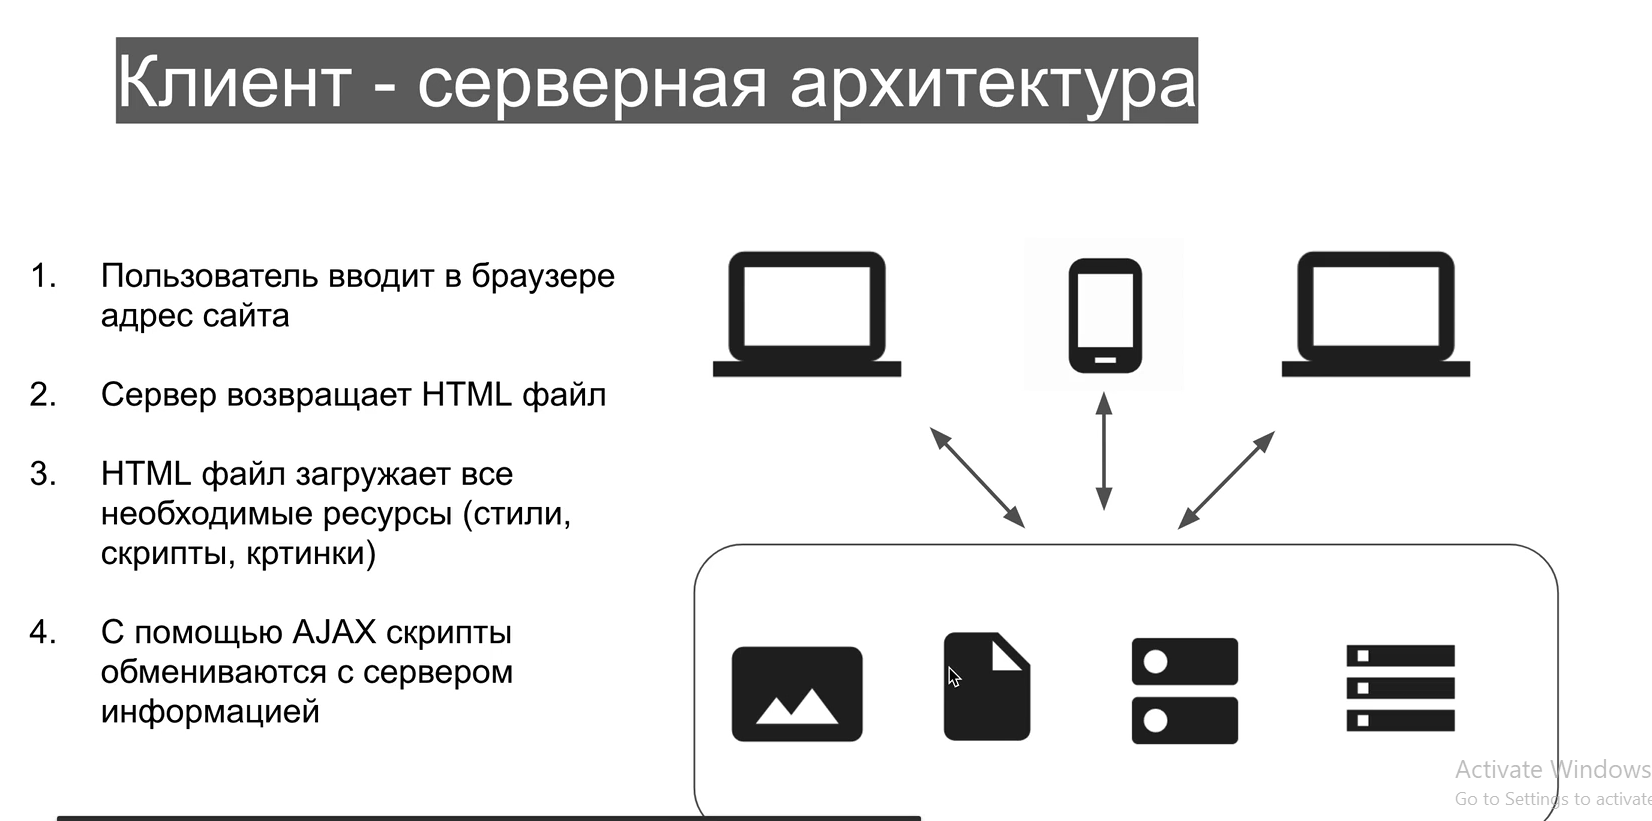 Клиент - серверная архитектура
1. Пользователь вводит в браузере
адрес сайта
2. Сервер возвращает HTML файл
3. HTML файл загружает все
необходимые ресурсы (стили,
скрипты, кртинки)
4. С помощью AJAX скрипты
обмениваются с сервером
информацией
Activate Windows
Go to Settings to activate